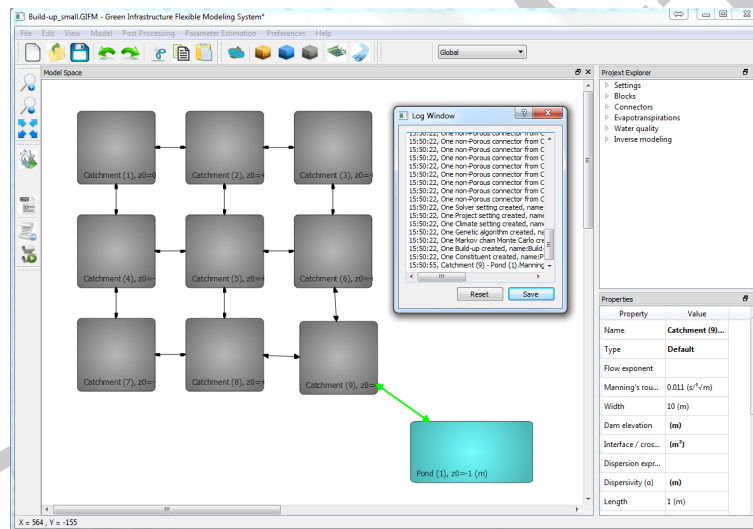 Build-up_small.GIFM - Green Infrastructure Flexible Modeling System*
File Edit View Model Post Processing Parameter Estimation Preferences Help
Global
Model Space
Catchment (1), z0=0
Catchment (2), z0=-
Catchment (3), z0=-
Catchment (4), z0=-
Catchment (5), z0=-
Catchment (6), z0=-
Catchment (7), z0=-
Catchment (8), z0=-
Catchment (9), z0=-
Pond (1), z0=-1 (m)
Log Window
15:50:22, One non-Porous connector from C
15:50:22, One non-Porous connector from C
15:50:22, One non-Porous connector from C
15:50:22, One non-Porous connector from C
15:50:22, One non-Porous connector from C
15:50:22, One non-Porous connector from C
15:50:22, One non-Porous connector from C
15:50:22, One non-Porous connector from C
15:50:22, One Solver setting created, name
15:50:22, One Project setting created, name
15:50:22, One Climate setting created, name
15:50:22, One Genetic algorithm created, na
15:50:22, One Markov chain Monte Carlo cre
15:50:22, One Build-up created, name:Build-
15:50:22, One Constituent created, name:P
15:50:55, Catchment (9) - Pond (1).Manning
Reset Save
Projext Explorer
Settings
Blocks
Connectors
Evapotranspirations
Water quality
Inverse modeling
Properties
Property Value
Name Catchment (9)...
Type Default
Flow exponent
Manning's rou... 0.011 (s/³√m)
Width 10 (m)
Dam elevation (m)
Interface / cros... (m²)
Dispersion expr...
Dispersivity (α) (m)
Length 1 (m)
X = 564 , Y = -155